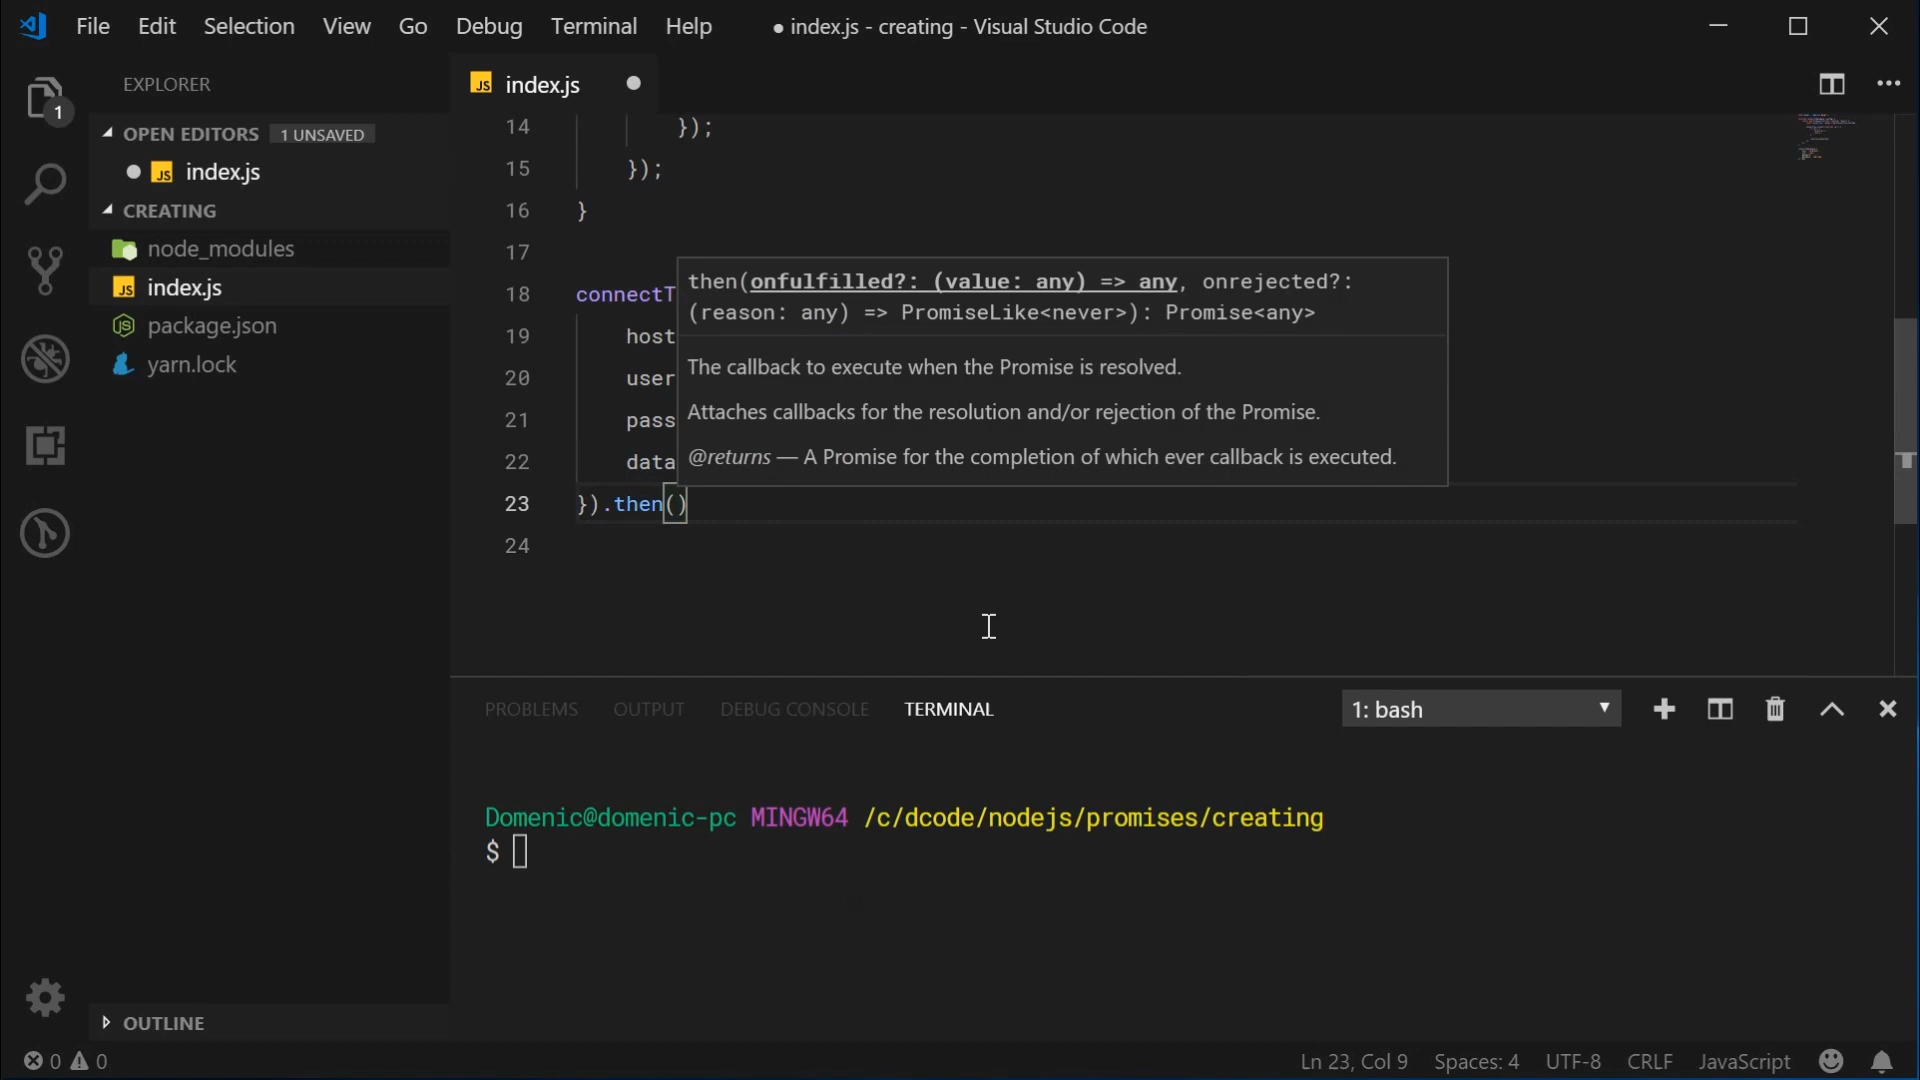 File Edit Selection View Go Debug Terminal Help ● index.js - creating - Visual Studio Code
EXPLORER
JS index.js
OPEN EDITORS 1 UNSAVED
JS index.js
CREATING
node_modules
JS index.js
package.json
yarn.lock
OUTLINE
1
14 });
15 });
16 }
17
18 connectT
19 host
20 user
21 pass
22 data
23 }).then()
24
then(onfulfilled?: (value: any) => any, onrejected?:
(reason: any) => PromiseLike<never>): Promise<any>
The callback to execute when the Promise is resolved.
Attaches callbacks for the resolution and/or rejection of the Promise.
@returns — A Promise for the completion of which ever callback is executed.
PROBLEMS OUTPUT DEBUG CONSOLE TERMINAL 1: bash
Domenic@domenic-pc MINGW64 /c/dcode/nodejs/promises/creating
$
0 0 Ln 23, Col 9 Spaces: 4 UTF-8 CRLF JavaScript